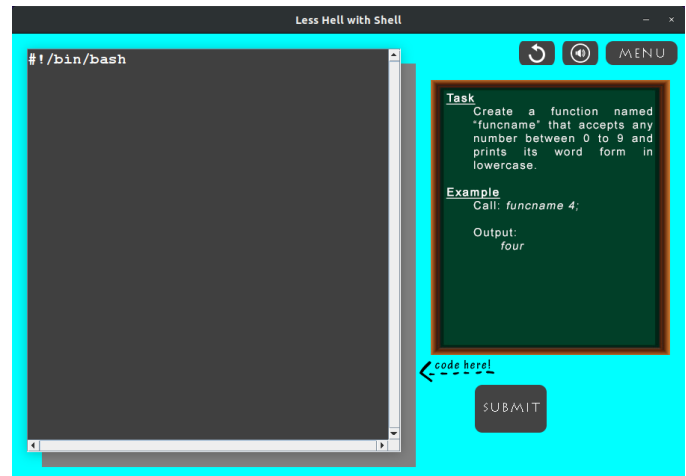 Less Hell with Shell
#!/bin/bash
MENU
Task
Create a function named
“funcname” that accepts any
number between 0 to 9 and
prints its word form in
lowercase.
Example
Call: funcname 4;
Output:
four
code here!
SUBMIT